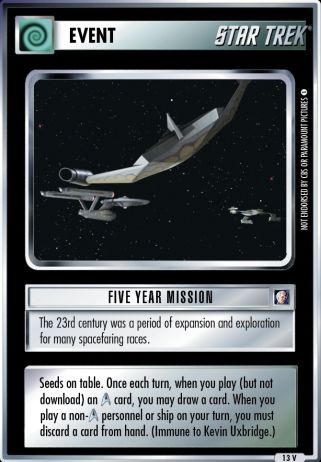 EVENT
STAR TREK
NOT ENDORSED BY CBS OR PARAMOUNT PICTURES
FIVE YEAR MISSION
The 23rd century was a period of expansion and exploration
for many spacefaring races.
Seeds on table. Once each turn, when you play (but not
download) an card, you may draw a card. When you
play a non- personnel or ship on your turn, you must
discard a card from hand. (Immune to Kevin Uxbridge.)
13 V